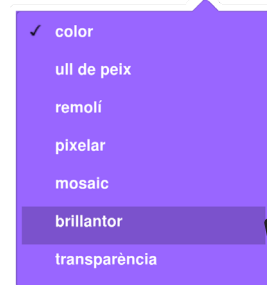 ✓ color
ull de peix
remolí
pixelar
mosaic
brillantor
transparència